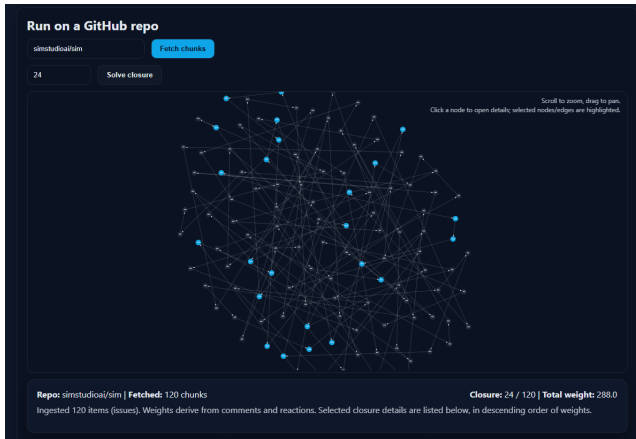 Run on a GitHub repo
simstudioai/sim
Fetch chunks
24
Solve closure
Scroll to zoom, drag to pan.
Click a node to open details; selected nodes/edges are highlighted.
Repo: simstudioai/sim | Fetched: 120 chunks
Closure: 24 / 120 | Total weight: 288.0
Ingested 120 items (issues). Weights derive from comments and reactions. Selected closure details are listed below, in descending order of weights.